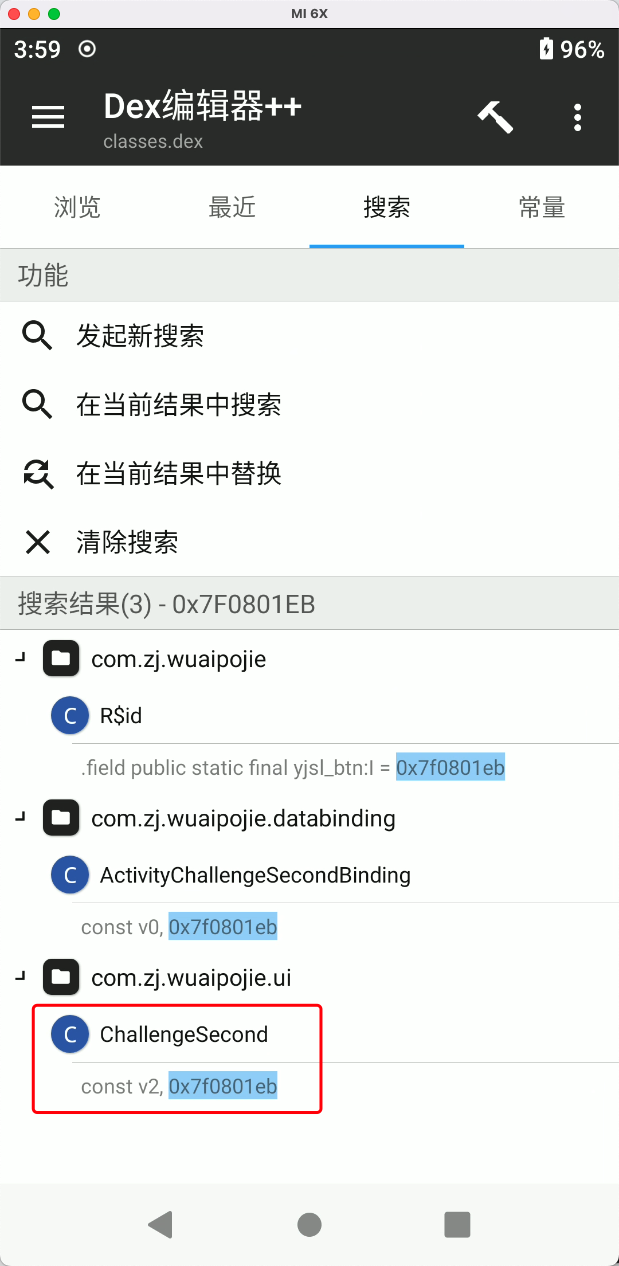 MI 6X
3:59
96%
Dex编辑器++
classes.dex
浏览 最近 搜索 常量
功能
发起新搜索
在当前结果中搜索
在当前结果中替换
清除搜索
搜索结果(3) - 0x7F0801EB
com.zj.wuaipojie
C R$id
.field public static final yjsl_btn:I = 0x7f0801eb
com.zj.wuaipojie.databinding
C ActivityChallengeSecondBinding
const v0, 0x7f0801eb
com.zj.wuaipojie.ui
C ChallengeSecond
const v2, 0x7f0801eb